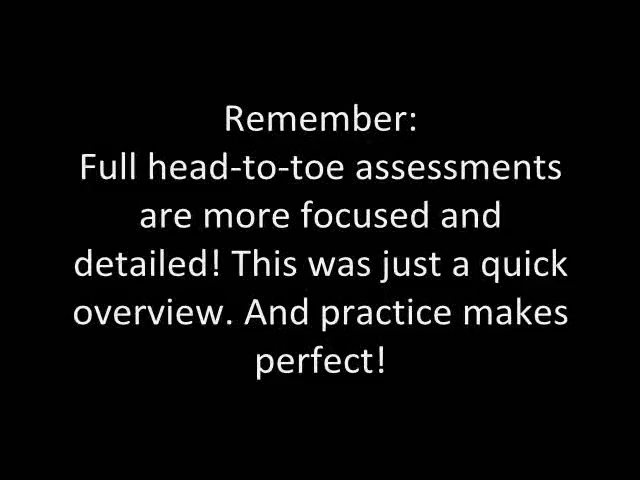 Remember:
Full head-to-toe assessments
are more focused and
detailed! This was just a quick
overview. And practice makes
perfect!